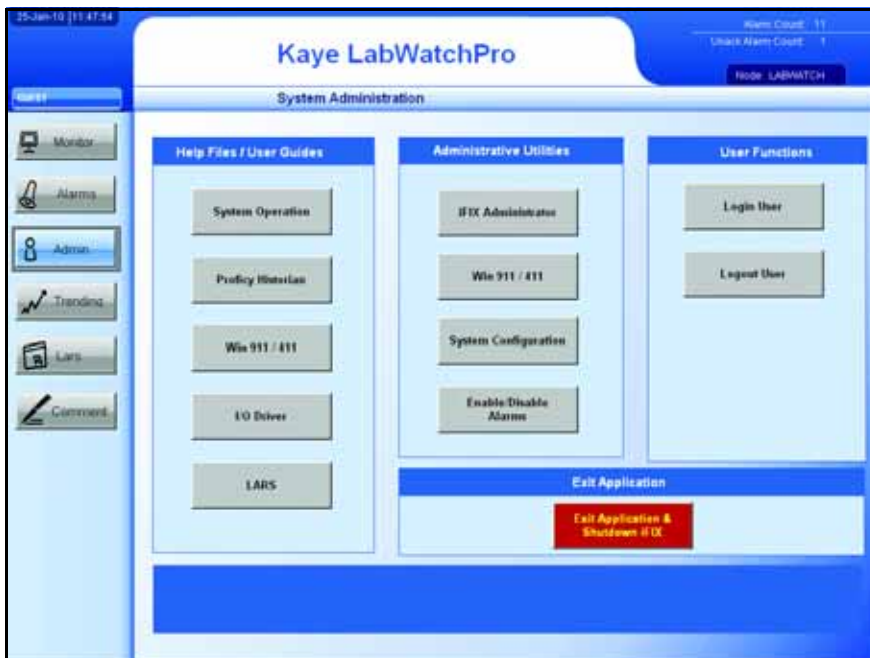 25-Jan-10 11:47:54
Kaye LabWatchPro
Alarm Count: 11
Unack Alarm Count: 1
Node: LABWATCH
GUEST
System Administration
Monitor
Alarms
Admin
Trending
Lars
Comment
Help Files / User Guides
System Operation
Proficy Historian
Win 911 / 411
I/O Driver
LARS
Administrative Utilities
iFIX Administrator
Win 911 / 411
System Configuration
Enable/Disable
Alarms
User Functions
Login User
Logout User
Exit Application
Exit Application &
Shutdown iFIX